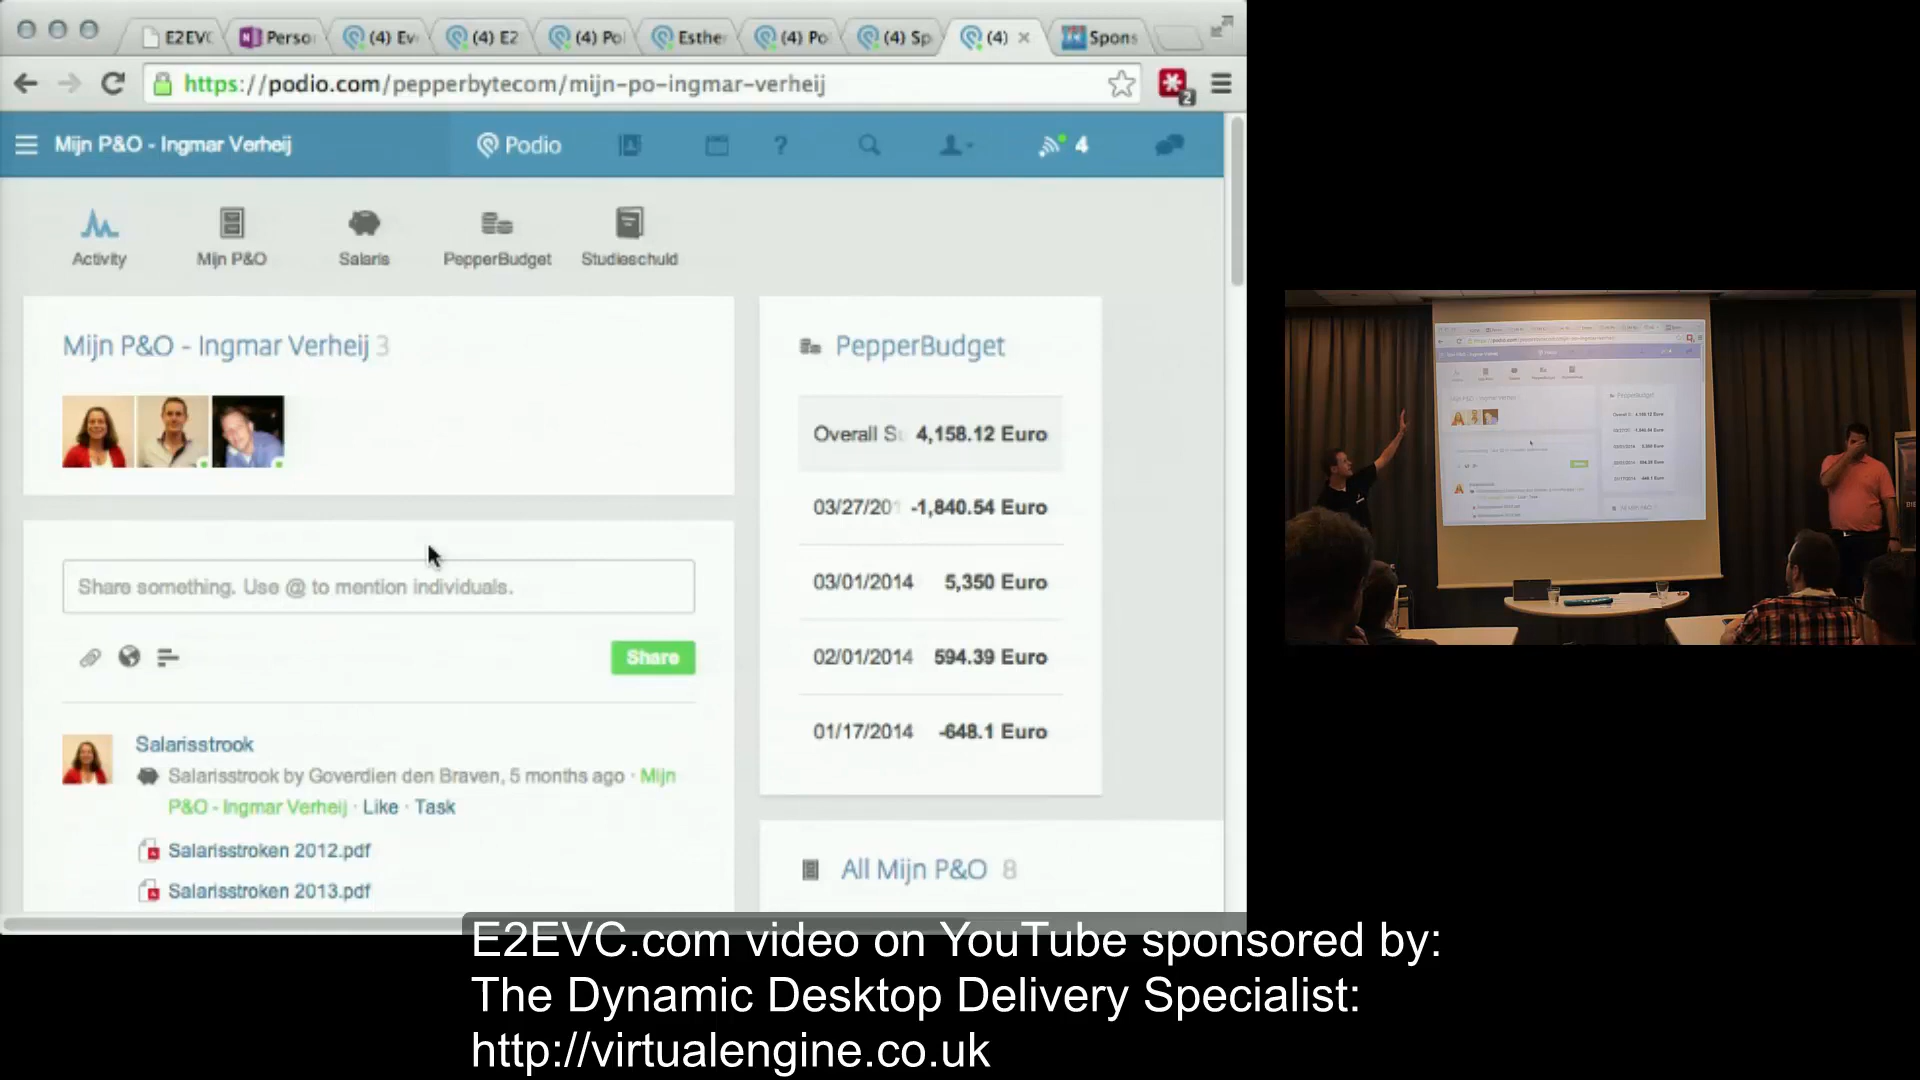 E2EVC
Perso
(4) Ev
(4) E2
(4) Po
Esther
(4) Po
(4) Sp
(4)
Spons
https://podio.com/pepperbytecom/mijn-po-ingmar-verheij
2
Mijn P&O - Ingmar Verheij
Podio
?
4
Activity
Mijn P&O
Salaris
PepperBudget
Studieschuld
Mijn P&O - Ingmar Verheij 3
PepperBudget
Overall S 4,158.12 Euro
03/27/201 -1,840.54 Euro
03/01/2014 5,350 Euro
02/01/2014 594.39 Euro
01/17/2014 -648.1 Euro
Share something. Use @ to mention individuals.
Share
Salarisstrook
Salarisstrook by Goverdien den Braven, 5 months ago · Mijn
P&O - Ingmar Verheij · Like · Task
Salarisstroken 2012.pdf
Salarisstroken 2013.pdf
All Mijn P&O 8
E2EVC.com video on YouTube sponsored by:
The Dynamic Desktop Delivery Specialist:
http://virtualengine.co.uk